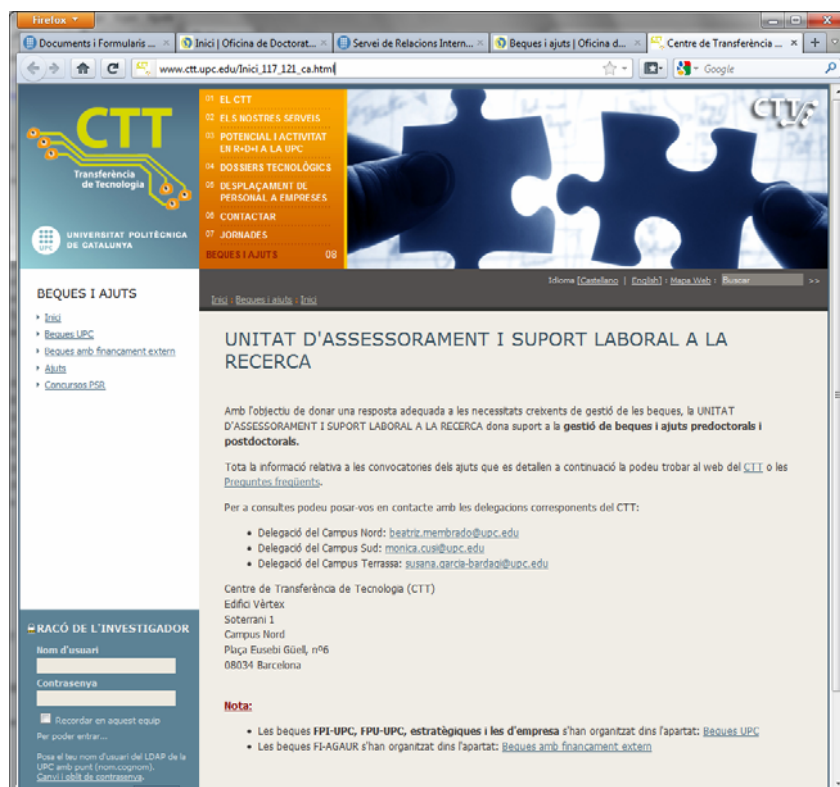 Firefox
Documents i Formularis ...
Inici | Oficina de Doctorat...
Servei de Relacions Intern...
Beques i ajuts | Oficina d...
Centre de Transferència ...
www.ctt.upc.edu/Inici_117_121_ca.html
Google
CTT
Transferència
de Tecnologia
UPC
UNIVERSITAT POLITÈCNICA
DE CATALUNYA
01 EL CTT
02 ELS NOSTRES SERVEIS
03 POTENCIAL I ACTIVITAT
EN R+D+I A LA UPC
04 DOSSIERS TECNOLÒGICS
05 DESPLAÇAMENT DE
PERSONAL A EMPRESES
06 CONTACTAR
07 JORNADES
BEQUES I AJUTS 08
CTT
Idioma [Castellano | English] : Mapa Web : Buscar >>
Inici : Beques i ajuts : Inici
BEQUES I AJUTS
Inici
Beques UPC
Beques amb financament extern
Ajuts
Concursos PSR
UNITAT D'ASSESSORAMENT I SUPORT LABORAL A LA
RECERCA
Amb l'objectiu de donar una resposta adequada a les necessitats creixents de gestió de les beques, la UNITAT
D'ASSESSORAMENT I SUPORT LABORAL A LA RECERCA dona suport a la gestió de beques i ajuts predoctorals i
postdoctorals.
Tota la informació relativa a les convocatories dels ajuts que es detallen a continuació la podeu trobar al web del CTT o les
Preguntes freqüents.
Per a consultes podeu posar-vos en contacte amb les delegacions corresponents del CTT:
Delegació del Campus Nord: beatriz.membrado@upc.edu
Delegació del Campus Sud: monica.cusi@upc.edu
Delegació del Campus Terrassa: susana.garcia-bardagi@upc.edu
Centre de Transferència de Tecnologia (CTT)
Edifici Vèrtex
Soterrani 1
Campus Nord
Plaça Eusebi Güell, nº6
08034 Barcelona
Nota:
Les beques FPI-UPC, FPU-UPC, estratègiques i les d'empresa s'han organitzat dins l'apartat: Beques UPC
Les beques FI-AGAUR s'han organitzat dins l'apartat: Beques amb financament extern
RACÓ DE L'INVESTIGADOR
Nom d'usuari
Contrasenya
Recordar en aquest equip
Per poder entrar...
Posa el teu nom d'usuari del LDAP de la
UPC amb punt (nom.cognom).
Canvi i oblit de contrasenya.